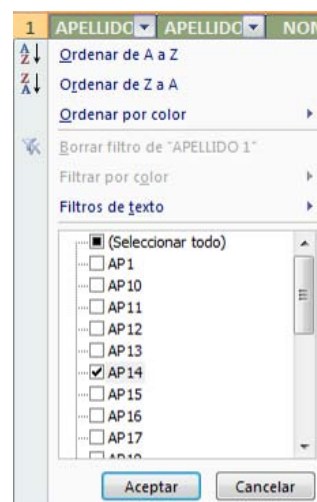 1 APELLIDO APELLIDO NOM
Ordenar de A a Z
Ordenar de Z a A
Ordenar por color
Borrar filtro de "APELLIDO 1"
Filtrar por color
Filtros de texto
(Seleccionar todo)
AP1
AP10
AP11
AP12
AP13
AP14
AP15
AP16
AP17
Aceptar Cancelar